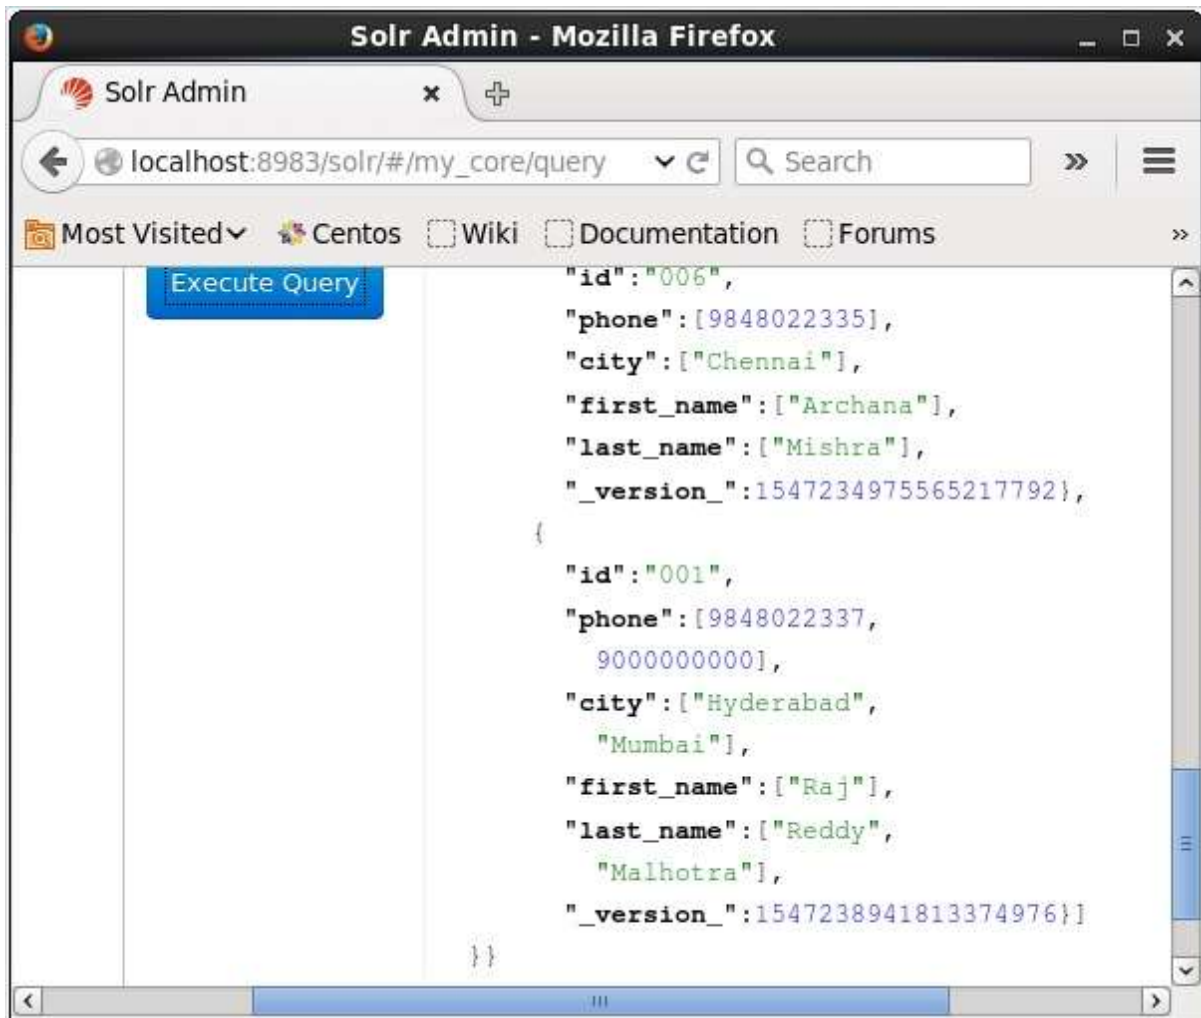 Solr Admin - Mozilla Firefox
Solr Admin
localhost:8983/solr/#/my_core/query
Search
Most Visited
Centos
Wiki
Documentation
Forums
Execute Query
"id":"006",
"phone":[9848022335],
"city":["Chennai"],
"first_name":["Archana"],
"last_name":["Mishra"],
"_version_":1547234975565217792},
{
"id":"001",
"phone":[9848022337,
9000000000],
"city":["Hyderabad",
"Mumbai"],
"first_name":["Raj"],
"last_name":["Reddy",
"Malhotra"],
"_version_":1547238941813374976}]
}}